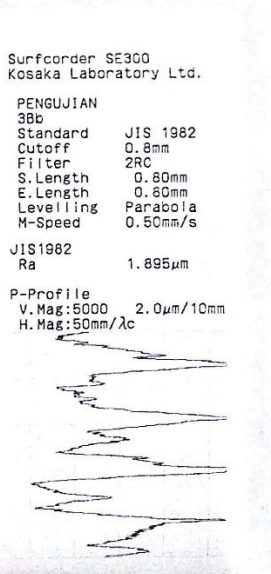 Surfcorder SE300
Kosaka Laboratory Ltd.
PENGUJIAN
3Bb
Standard JIS 1982
Cutoff 0.8mm
Filter 2RC
S.Length 0.80mm
E.Length 0.80mm
Levelling Parabola
M-Speed 0.50mm/s
JIS1982
Ra 1.895µm
P-Profile
V.Mag:5000 2.0µm/10mm
H.Mag:50mm/λc